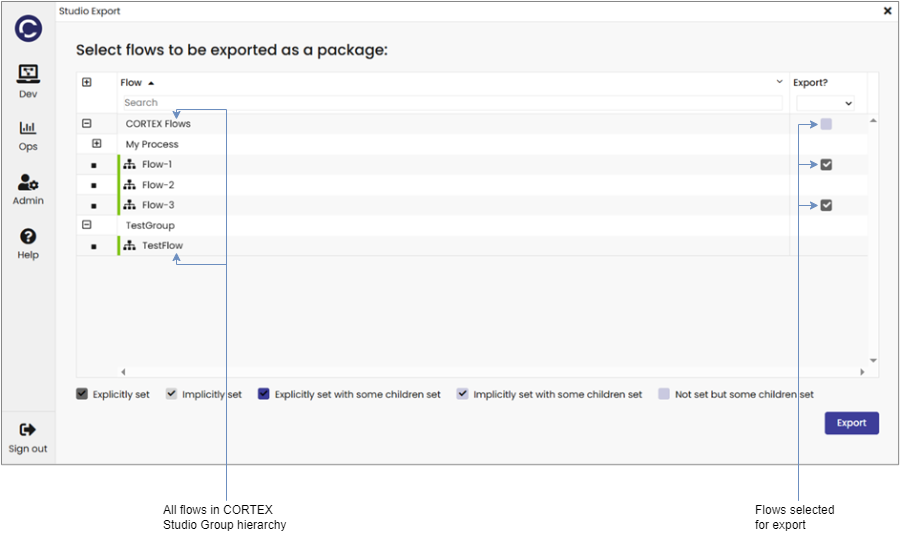 Studio Export
Select flows to be exported as a package:
Flow
Export?
Search
CORTEX Flows
My Process
Flow-1
Flow-2
Flow-3
TestGroup
TestFlow
Dev
Ops
Admin
Help
Explicitly set
Implicitly set
Explicitly set with some children set
Implicitly set with some children set
Not set but some children set
Export
Sign out
All flows in CORTEX
Studio Group hierarchy
Flows selected
for export